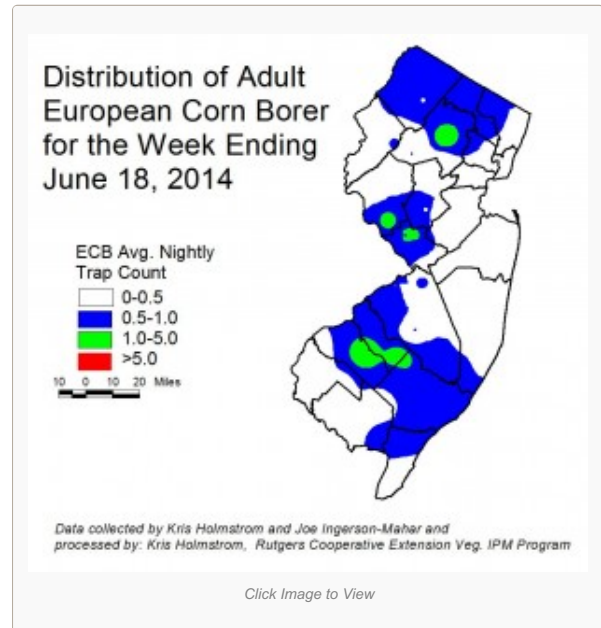 Distribution of Adult
European Corn Borer
for the Week Ending
June 18, 2014
ECB Avg. Nightly
Trap Count
0-0.5
0.5-1.0
1.0-5.0
>5.0
10 0 10 20 Miles
Data collected by Kris Holmstrom and Joe Ingerson-Mahar and
processed by: Kris Holmstrom, Rutgers Cooperative Extension Veg. IPM Program
Click Image to View